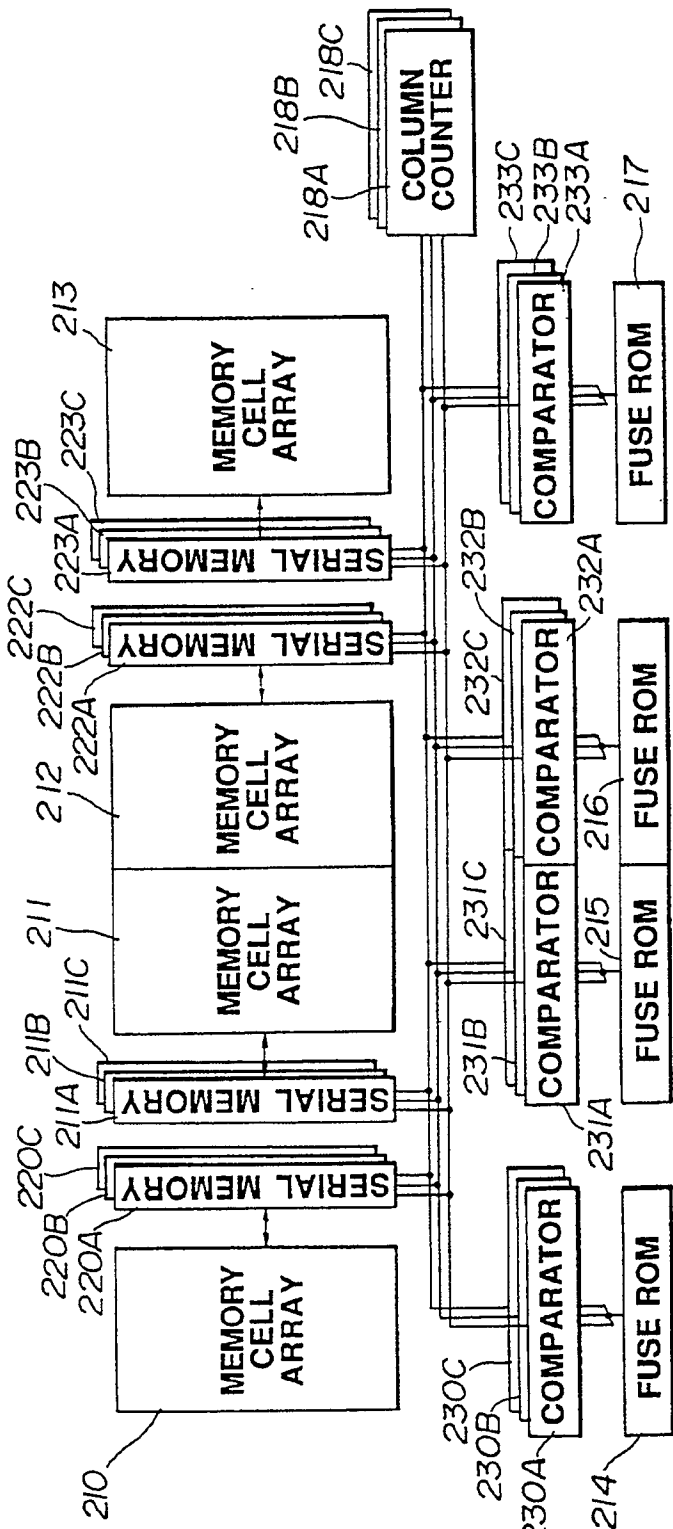 210
220A
220B
220C
211A
211B
211C
211
212
222A
222B
222C
223A
223B
223C
213
MEMORY
CELL
ARRAY
SERIAL MEMORY
SERIAL MEMORY
MEMORY
CELL
ARRAY
MEMORY
CELL
ARRAY
SERIAL MEMORY
SERIAL MEMORY
MEMORY
CELL
ARRAY
218A
218B
218C
COLUMN
COUNTER
230C
230B
230A
COMPARATOR
231B
231C
231A
COMPARATOR
232C
232B
232A
COMPARATOR
233C
233B
233A
COMPARATOR
214
FUSE ROM
215
FUSE ROM
216
FUSE ROM
217
FUSE ROM